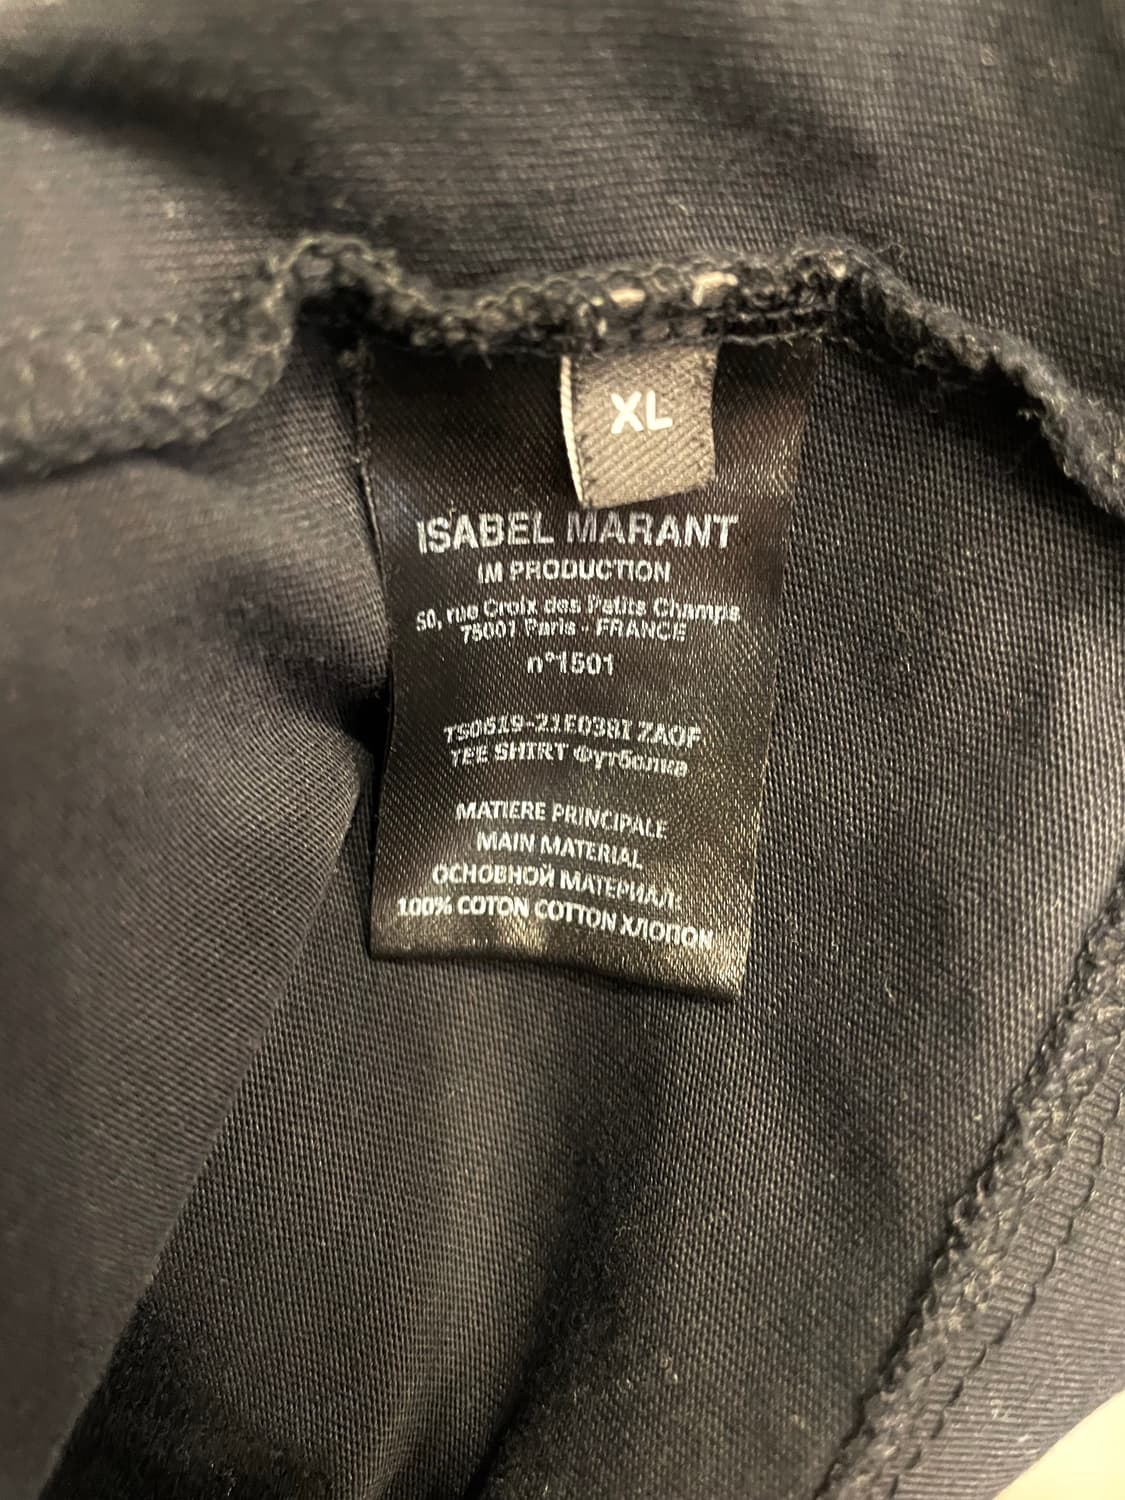 XL
ISABEL MARANT
IM PRODUCTION
50, rue Croix des Petits Champs
75001 Paris - FRANCE
n°1501
TS0619-21E038I ZAOF
TEE SHIRT Футболка
MATIERE PRINCIPALE
MAIN MATERIAL
ОСНОВНОЙ МАТЕРИАЛ:
100% COTON COTTON ХЛОПОК